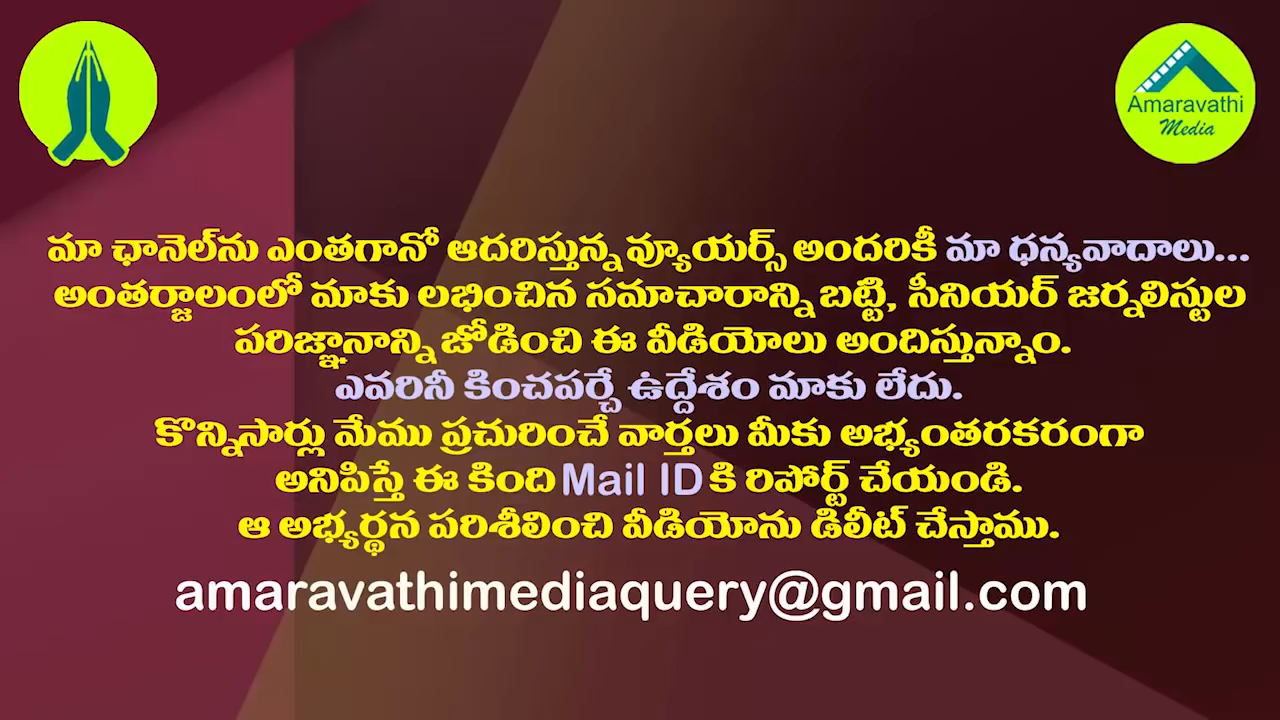 Amaravathi
Media
మా ఛానెల్‌ను ఎంతగానో ఆదరిస్తున్న వ్యూయర్స్ అందరికీ మా ధన్యవాదాలు...
అంతర్జాలంలో మాకు లభించిన సమాచారాన్ని బట్టి, సీనియర్ జర్నలిస్టుల
పరిజ్ఞానాన్ని జోడించి ఈ వీడియోలు అందిస్తున్నాం.
ఎవరినీ కించపర్చే ఉద్దేశం మాకు లేదు.
కొన్నిసార్లు మేము ప్రచురించే వార్తలు మీకు అభ్యంతరకరంగా
అనిపిస్తే ఈ కింది Mail ID కి రిపోర్ట్ చేయండి.
ఆ అభ్యర్థన పరిశీలించి వీడియోను డిలీట్ చేస్తాము.
amaravathimediaquery@gmail.com